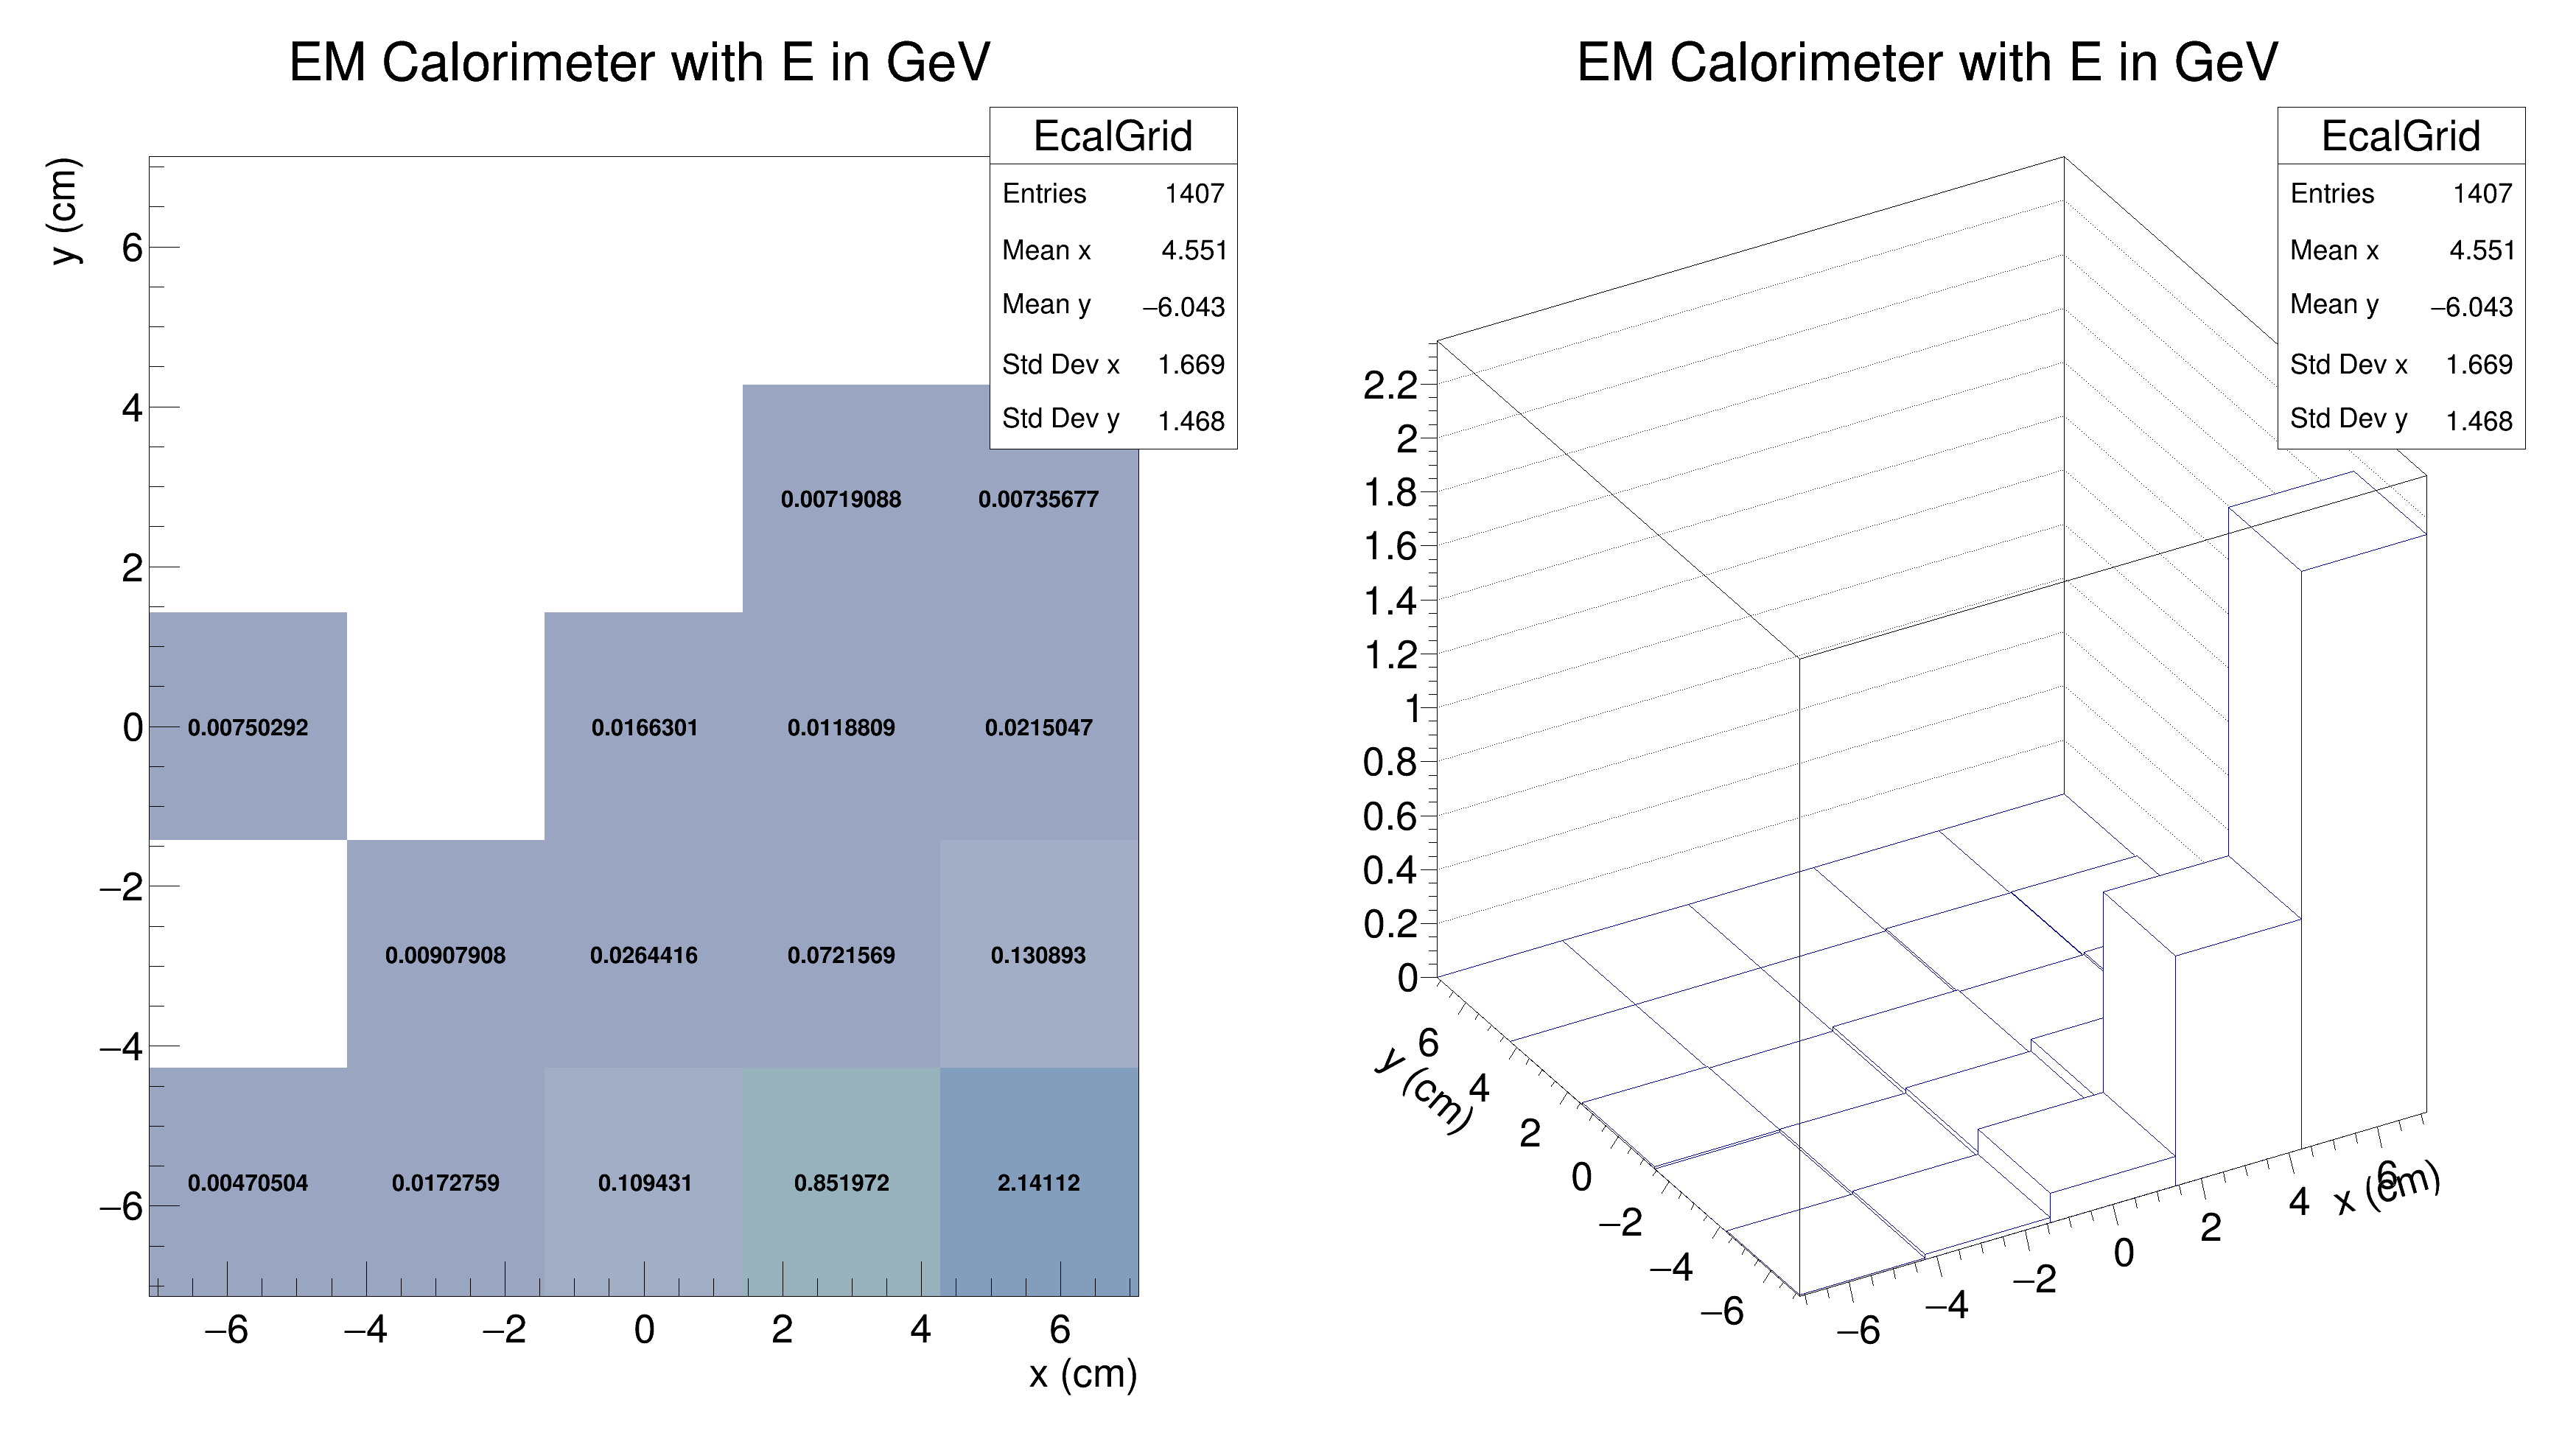 EM Calorimeter with E in GeV
EcalGrid
Entries 1407
Mean x 4.551
Mean y −6.043
Std Dev x 1.669
Std Dev y 1.468
y (cm)
6
4
2
0
−2
−4
−6
0.00719088 0.00735677
0.00750292 0.0166301 0.0118809 0.0215047
0.00907908 0.0264416 0.0721569 0.130893
0.00470504 0.0172759 0.109431 0.851972 2.14112
−6 −4 −2 0 2 4 6
x (cm)
EM Calorimeter with E in GeV
EcalGrid
Entries 1407
Mean x 4.551
Mean y −6.043
Std Dev x 1.669
Std Dev y 1.468
2.2
2
1.8
1.6
1.4
1.2
1
0.8
0.6
0.4
0.2
0
6
4
2
0
−2
−4
−6
y (cm)
−6
−4
−2
0
2
4
6
x (cm)